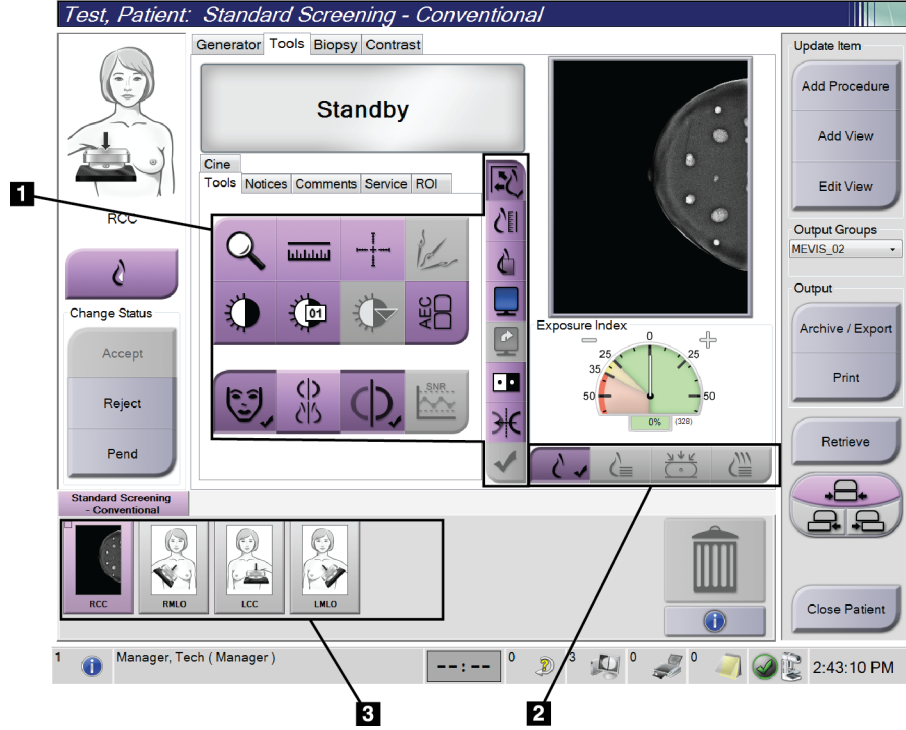 Test, Patient: Standard Screening - Conventional
Generator Tools Biopsy Contrast
Update Item
Standby
Add Procedure
Add View
Edit View
Cine
Tools Notices Comments Service ROI
1
RCC
01
AEC
SNR
Output Groups
MEVIS_02
Change Status
Accept
Reject
Pend
Exposure Index
0
25 25
35
50 50
0% (328)
Output
Archive / Export
Print
Retrieve
Standard Screening
- Conventional
RCC RMLO LCC LMLO
Close Patient
1 Manager, Tech ( Manager ) --:-- 0 3 0 0 2:43:10 PM
3 2